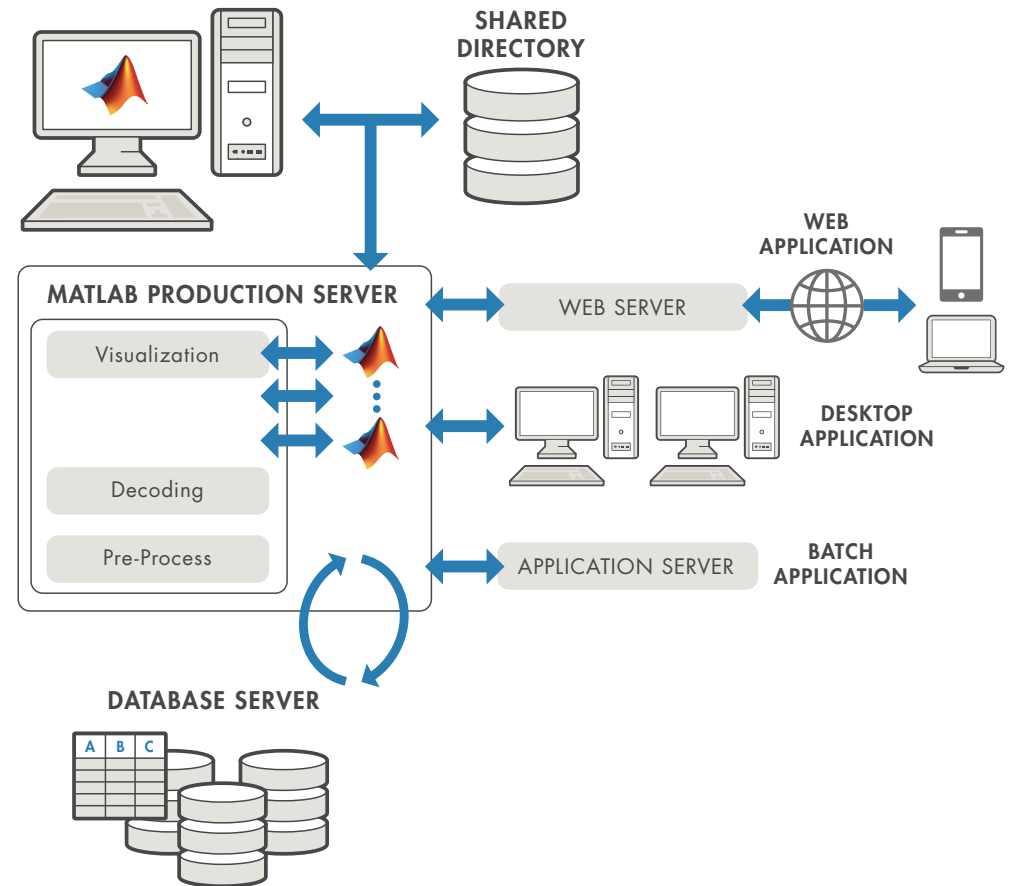 SHARED
DIRECTORY
WEB
APPLICATION
MATLAB PRODUCTION SERVER
WEB SERVER
Visualization
DESKTOP
APPLICATION
Decoding
Pre-Process
APPLICATION SERVER
BATCH
APPLICATION
DATABASE SERVER
A B C